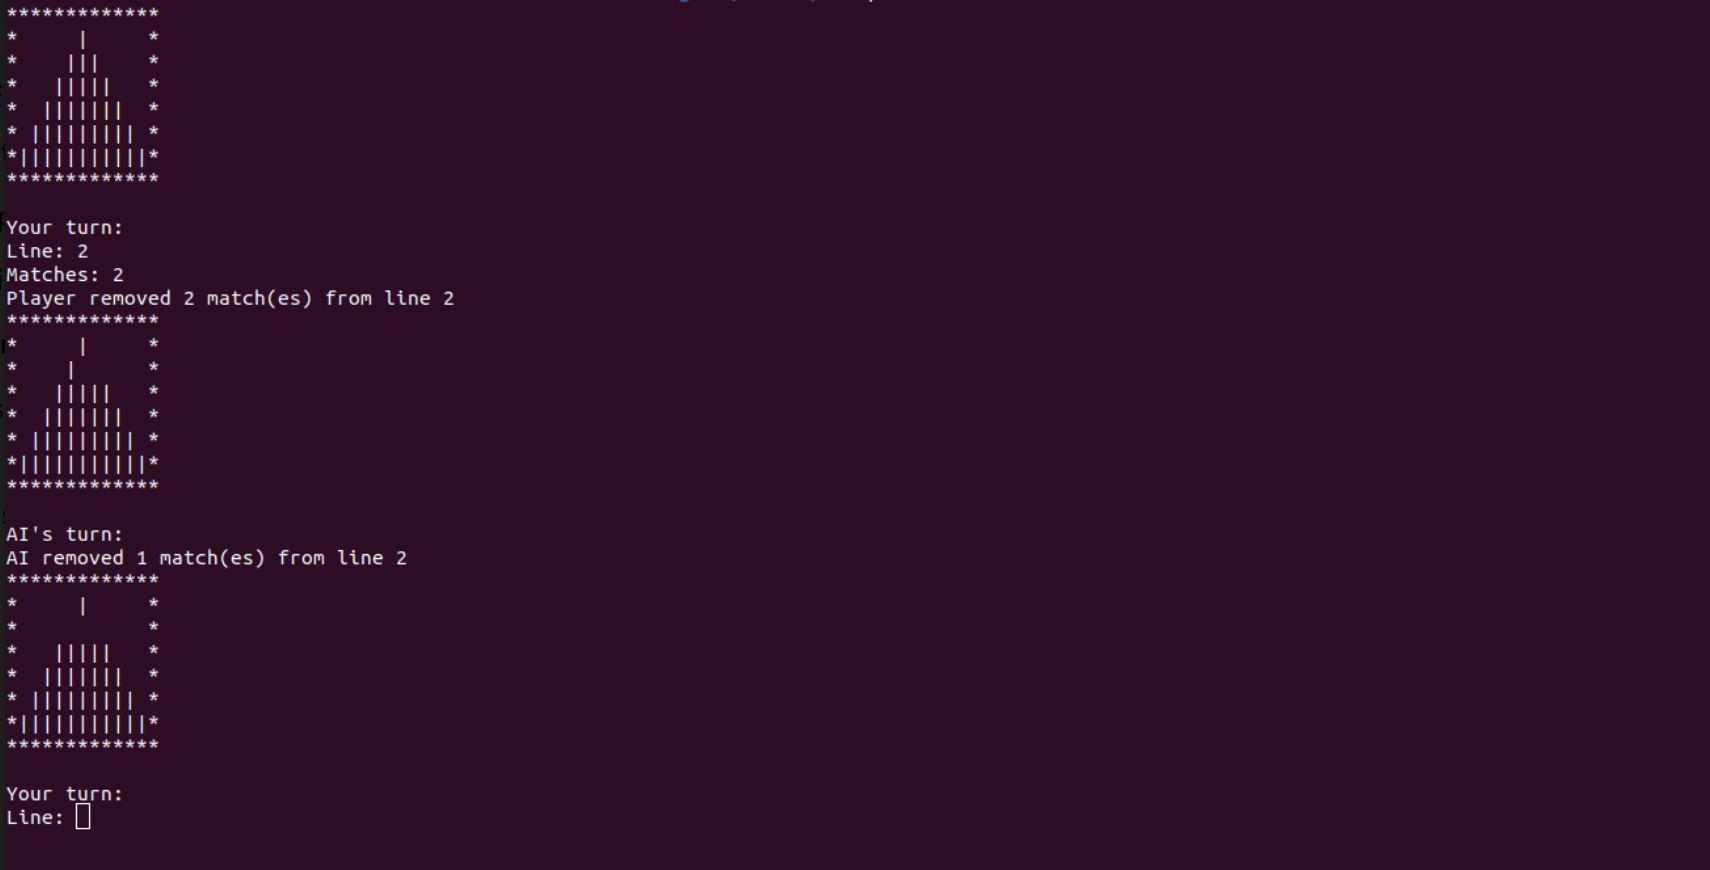 *************
*     |     *
*    |||    *
*   |||||   *
*  |||||||  *
* ||||||||| *
*|||||||||||*
*************

Your turn:
Line: 2
Matches: 2
Player removed 2 match(es) from line 2
*************
*     |     *
*    |      *
*   |||||   *
*  |||||||  *
* ||||||||| *
*|||||||||||*
*************

AI's turn:
AI removed 1 match(es) from line 2
*************
*     |     *
*           *
*   |||||   *
*  |||||||  *
* ||||||||| *
*|||||||||||*
*************

Your turn:
Line: